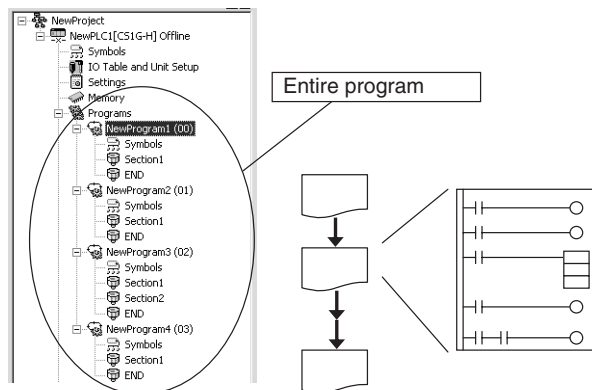 NewProject
NewPLC1[CS1G-H] Offline
Symbols
IO Table and Unit Setup
Settings
Memory
Programs
NewProgram1 (00)
Symbols
Section1
END
NewProgram2 (01)
Symbols
Section1
END
NewProgram3 (02)
Symbols
Section1
Section2
END
NewProgram4 (03)
Symbols
Section1
END
Entire program